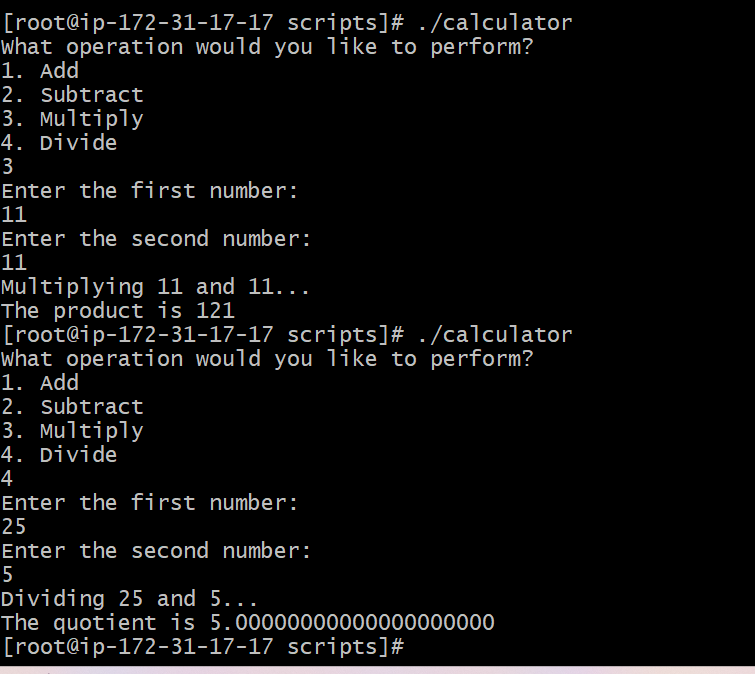 [root@ip-172-31-17-17 scripts]# ./calculator
What operation would you like to perform?
1. Add
2. Subtract
3. Multiply
4. Divide
3
Enter the first number:
11
Enter the second number:
11
Multiplying 11 and 11...
The product is 121
[root@ip-172-31-17-17 scripts]# ./calculator
What operation would you like to perform?
1. Add
2. Subtract
3. Multiply
4. Divide
4
Enter the first number:
25
Enter the second number:
5
Dividing 25 and 5...
The quotient is 5.00000000000000000000
[root@ip-172-31-17-17 scripts]#